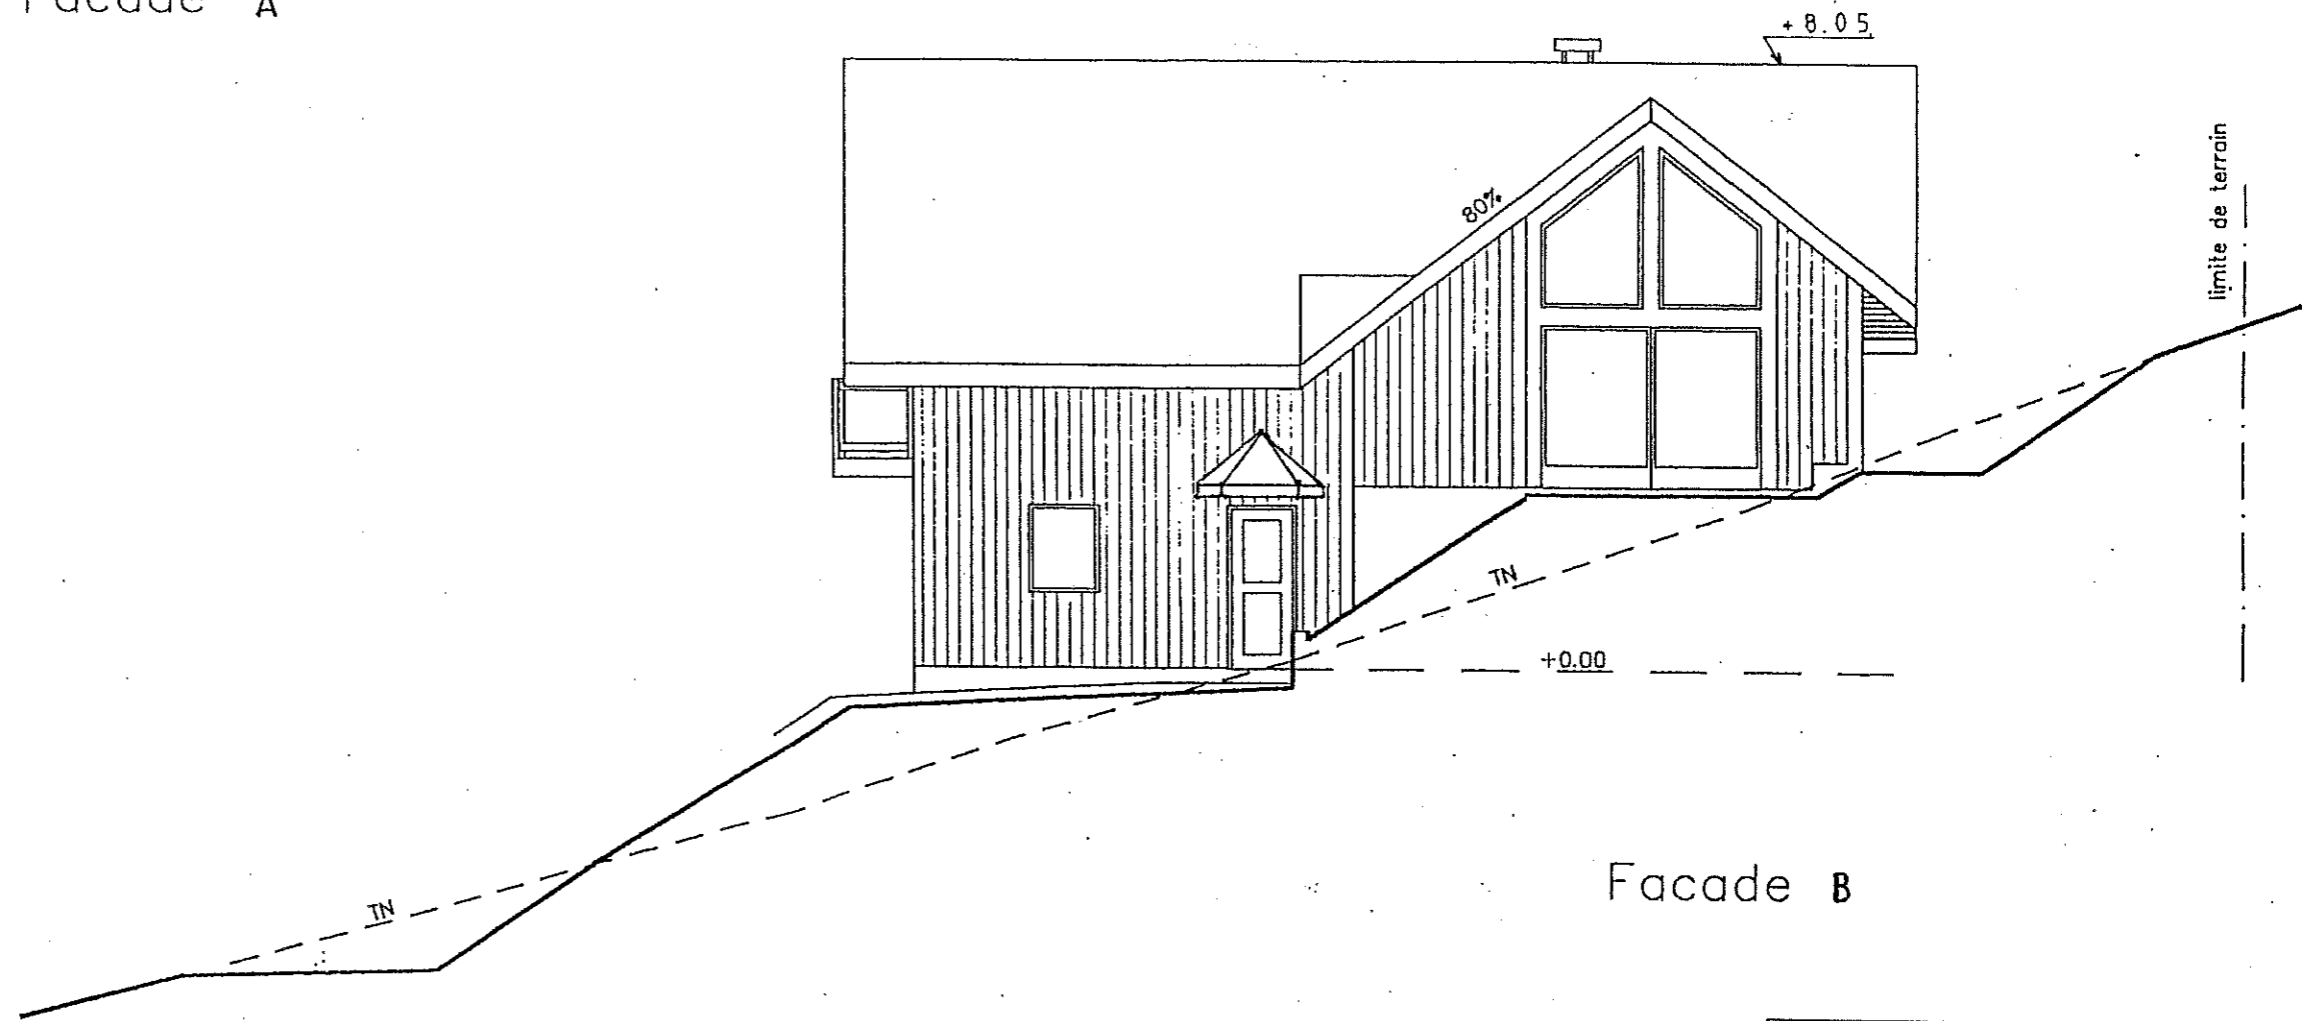 Facade A
+8.05
limite de terrain
80%
TN
+0.00
Facade B
TN